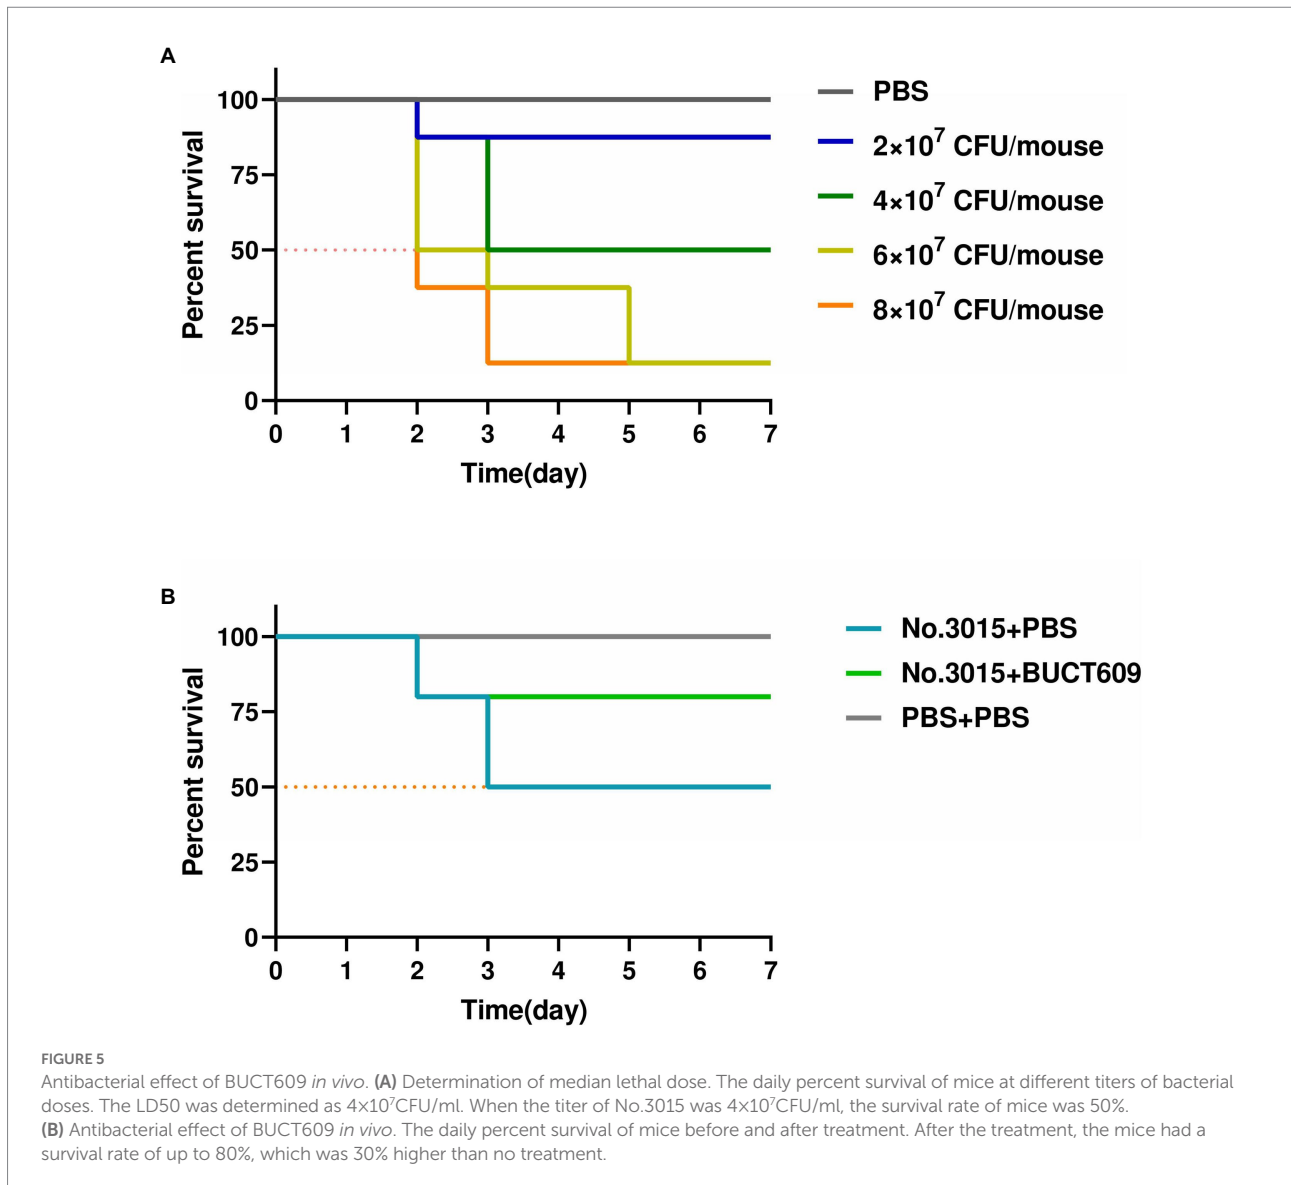 A
100
75
50
25
0
Percent survival
0 1 2 3 4 5 6 7
Time(day)
PBS
2×10⁷ CFU/mouse
4×10⁷ CFU/mouse
6×10⁷ CFU/mouse
8×10⁷ CFU/mouse
B
100
75
50
25
0
Percent survival
0 1 2 3 4 5 6 7
Time(day)
No.3015+PBS
No.3015+BUCT609
PBS+PBS
FIGURE 5
Antibacterial effect of BUCT609 in vivo. (A) Determination of median lethal dose. The daily percent survival of mice at different titers of bacterial
doses. The LD50 was determined as 4×10⁷CFU/ml. When the titer of No.3015 was 4×10⁷CFU/ml, the survival rate of mice was 50%.
(B) Antibacterial effect of BUCT609 in vivo. The daily percent survival of mice before and after treatment. After the treatment, the mice had a
survival rate of up to 80%, which was 30% higher than no treatment.